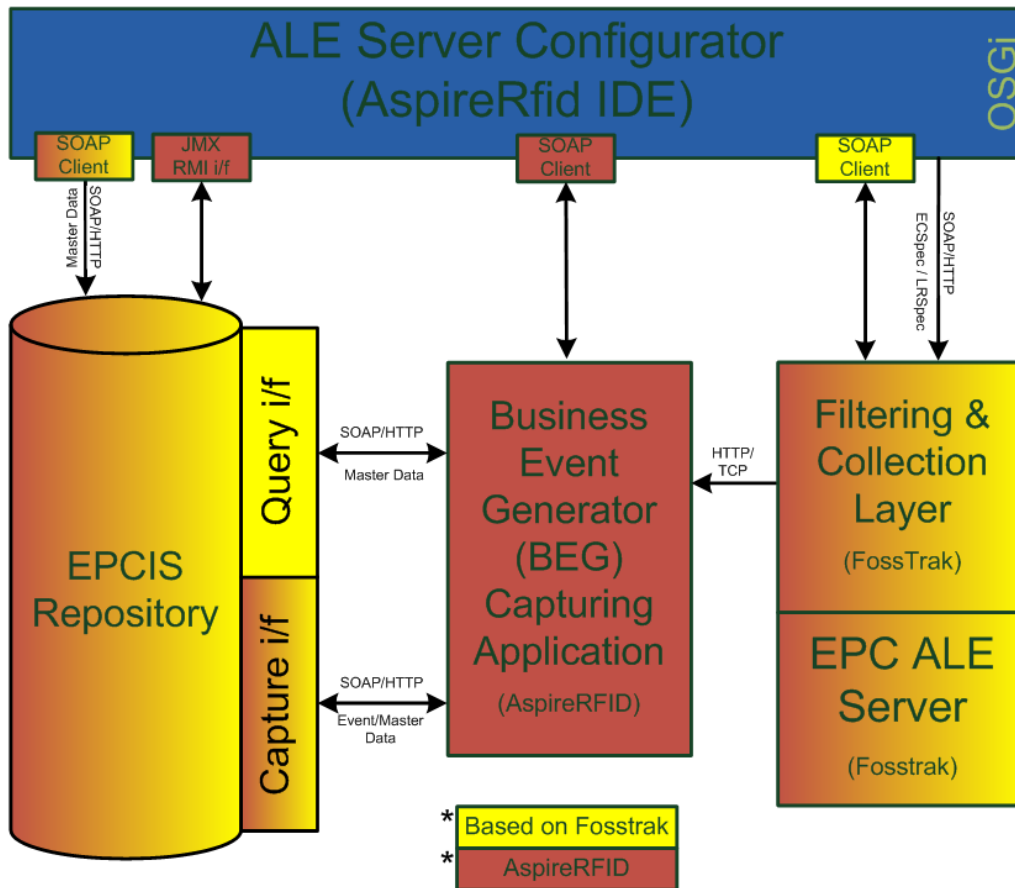 ALE Server Configurator
(AspireRfid IDE)
OSGi
SOAP
Client
JMX
RMI i/f
SOAP
Client
SOAP
Client
SOAP/HTTP
Master Data
SOAP/HTTP
ECSpec / LRSpec
EPCIS
Repository
Query i/f
Capture i/f
SOAP/HTTP
Master Data
SOAP/HTTP
Event/Master
Data
Business
Event
Generator
(BEG)
Capturing
Application
(AspireRFID)
HTTP/
TCP
Filtering &
Collection
Layer
(FossTrak)
EPC ALE
Server
(Fosstrak)
* Based on Fosstrak
* AspireRFID